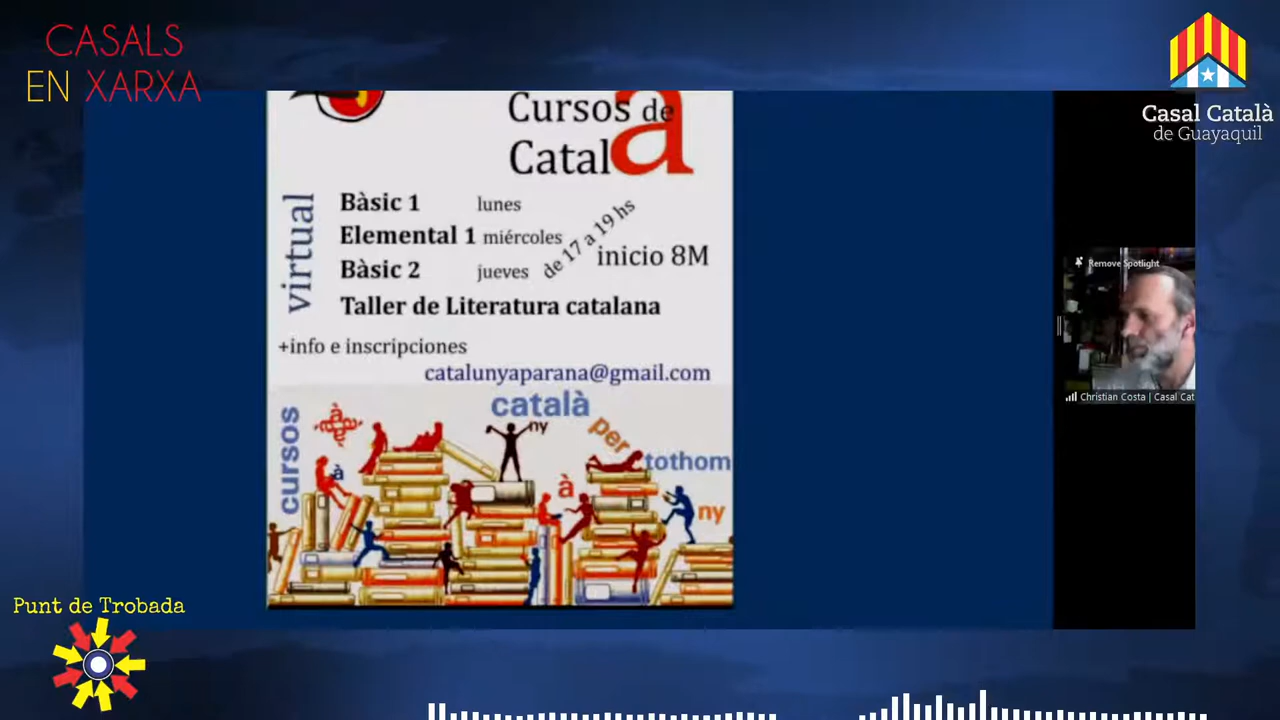 CASALS
EN XARXA
Casal Català
de Guayaquil
Cursos de
Català
virtual
Bàsic 1 lunes
Elemental 1 miércoles
Bàsic 2 jueves
de 17 a 19 hs
inicio 8M
Taller de Literatura catalana
+info e inscripciones
catalunyaparana@gmail.com
cursos
català
ny
per
tothom
à
à
ny
Remove Spotlight
Christian Costa | Casal Cat
Punt de Trobada